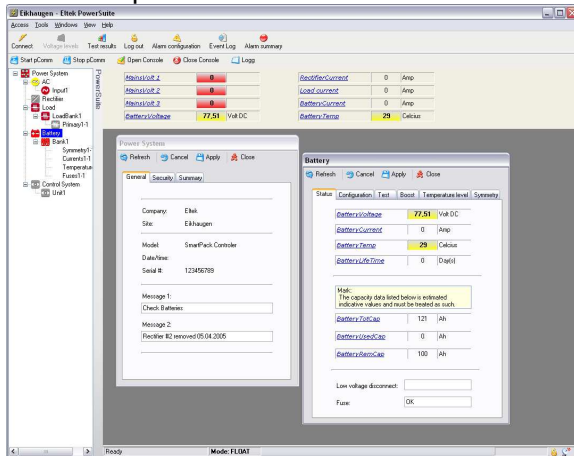 Eikhaugen - Eltek PowerSuite
Access Tools Windows View Help
Connect Voltage levels Test results Log out Alarm configuration Event Log Alarm summary
Start pComm Stop pComm Open Console Close Console Logg
Power System
AC
Input1
Rectifier
Load
LoadBank1
Primary1-1
Battery
Bank1
Symmetry1-
Currents1-1
Temperature
Fuses1-1
Control System
Unit1
PowerSuite
MainsVolt 1 0
MainsVolt 2 0
MainsVolt 3 0
BatteryVoltage 77,51 Volt DC
RectifierCurrent 0 Amp
Load current 0 Amp
BatteryCurrent 0 Amp
BatteryTemp 29 Celcius
Power System
Refresh Cancel Apply Close
General Security Summary
Company: Eltek
Site: Eikhaugen
Model: SmartPack Controler
Date/time:
Serial #: 123456789
Message 1:
Check Batteries
Message 2:
Rectifier #2 removed 05.04.2005
Battery
Refresh Cancel Apply Close
Status Configuration Test Boost Temperature level Symmetry
BatteryVoltage 77,51 Volt DC
BatteryCurrent 0 Amp
BatteryTemp 29 Celcius
BatteryLifeTime 0 Day(s)
Mark:
The capacity data listed below is estimated
indicative values and must be treated as such.
BatteryTotCap 121 Ah
BatteryUsedCap 0 Ah
BatteryRemCap 100 Ah
Low voltage disconnect:
Fuse: OK
Ready Mode: FLOAT